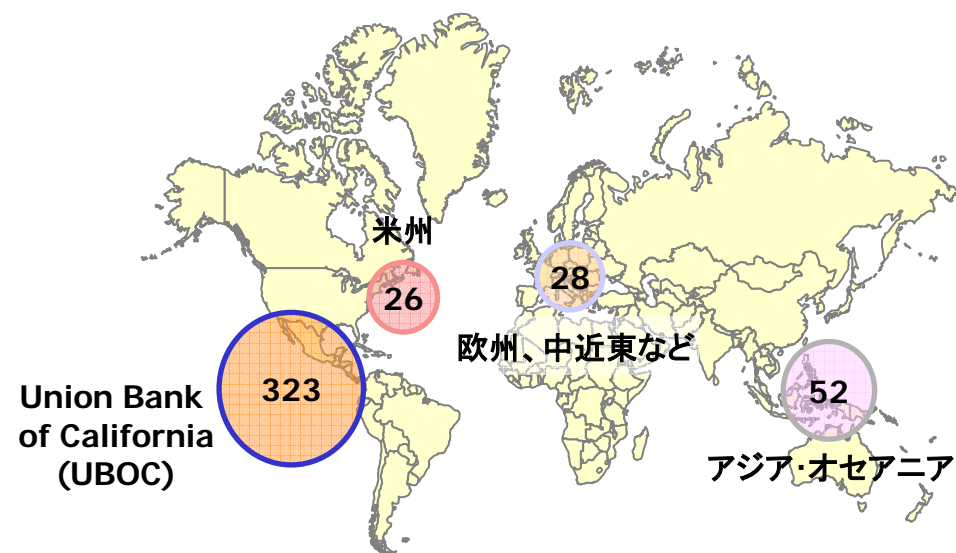 米州
26
28
欧州、中近東など
323
Union Bank
of California
(UBOC)
52
アジア・オセアニア